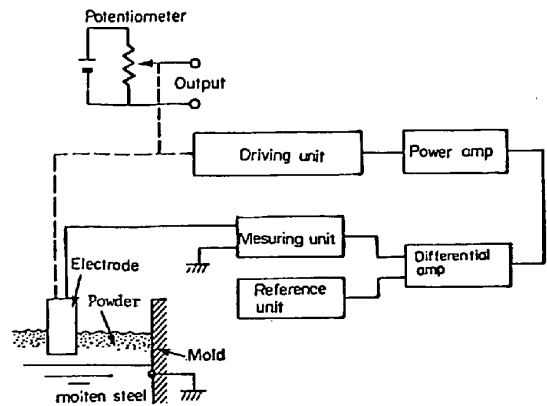 Potentiometer
Output
Driving unit
Power amp
Mesuring unit
Differential
amp
Electrode
Reference
unit
Powder
Mold
molten steel